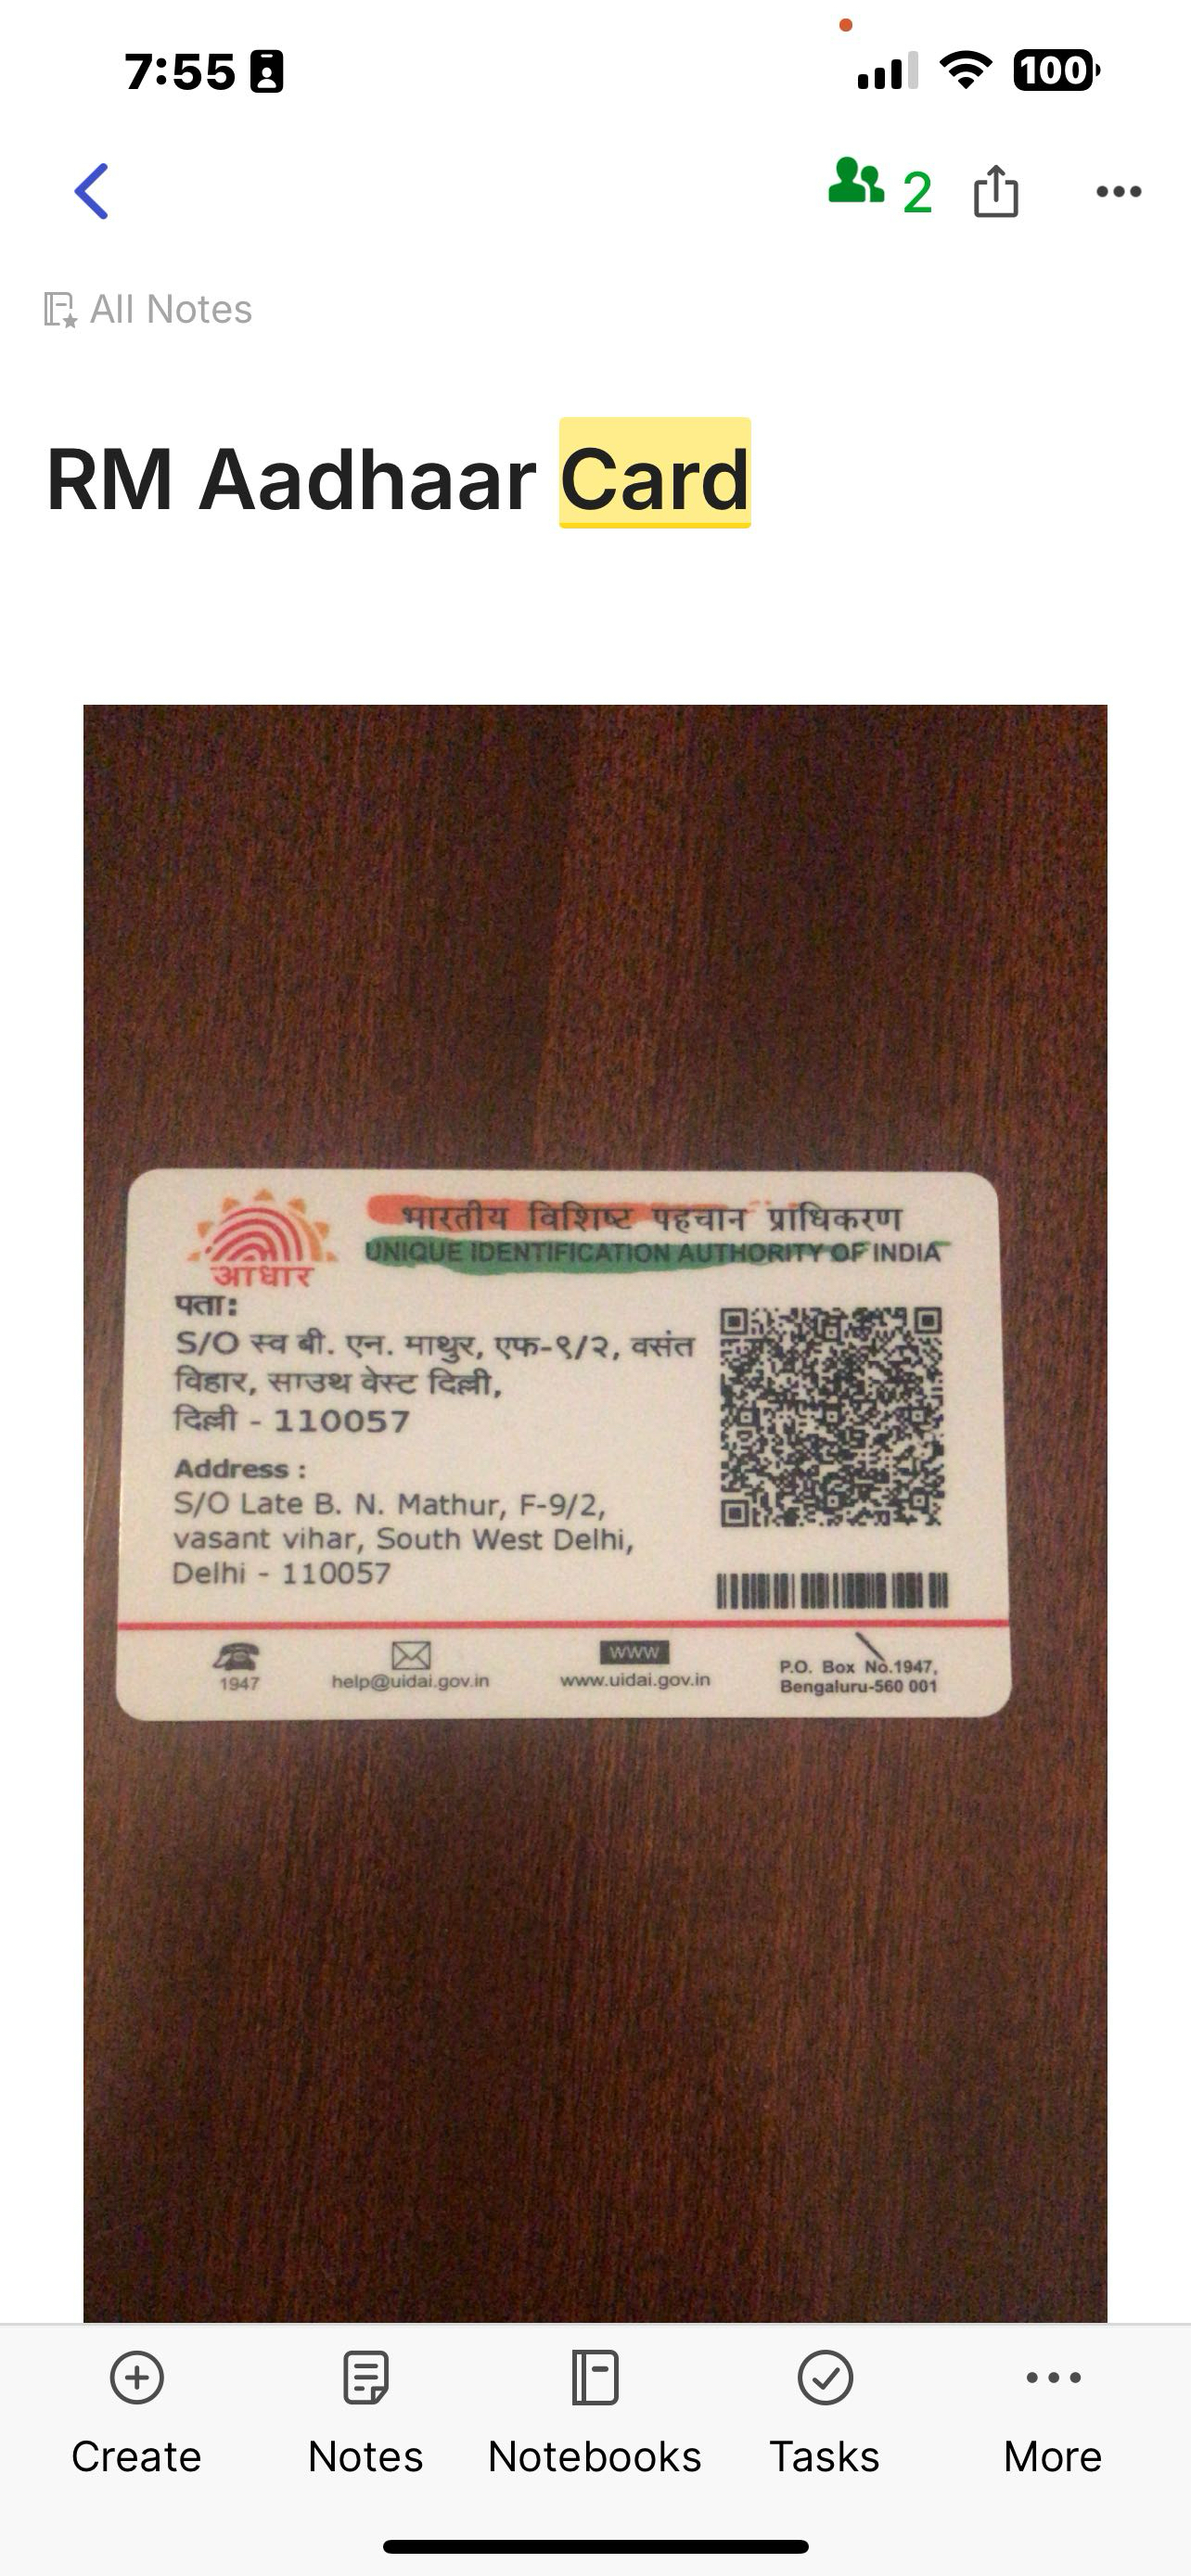 7:55
100
2
All Notes
RM Aadhaar Card
आधार
भारतीय विशिष्ट पहचान प्राधिकरण
UNIQUE IDENTIFICATION AUTHORITY OF INDIA
पता:
S/O स्व बी. एन. माथुर, एफ-९/२, वसंत
विहार, साउथ वेस्ट दिल्ली,
दिल्ली - 110057
Address :
S/O Late B. N. Mathur, F-9/2,
vasant vihar, South West Delhi,
Delhi - 110057
1947
help@uidai.gov.in
www
www.uidai.gov.in
P.O. Box No.1947,
Bengaluru-560 001
Create
Notes
Notebooks
Tasks
More